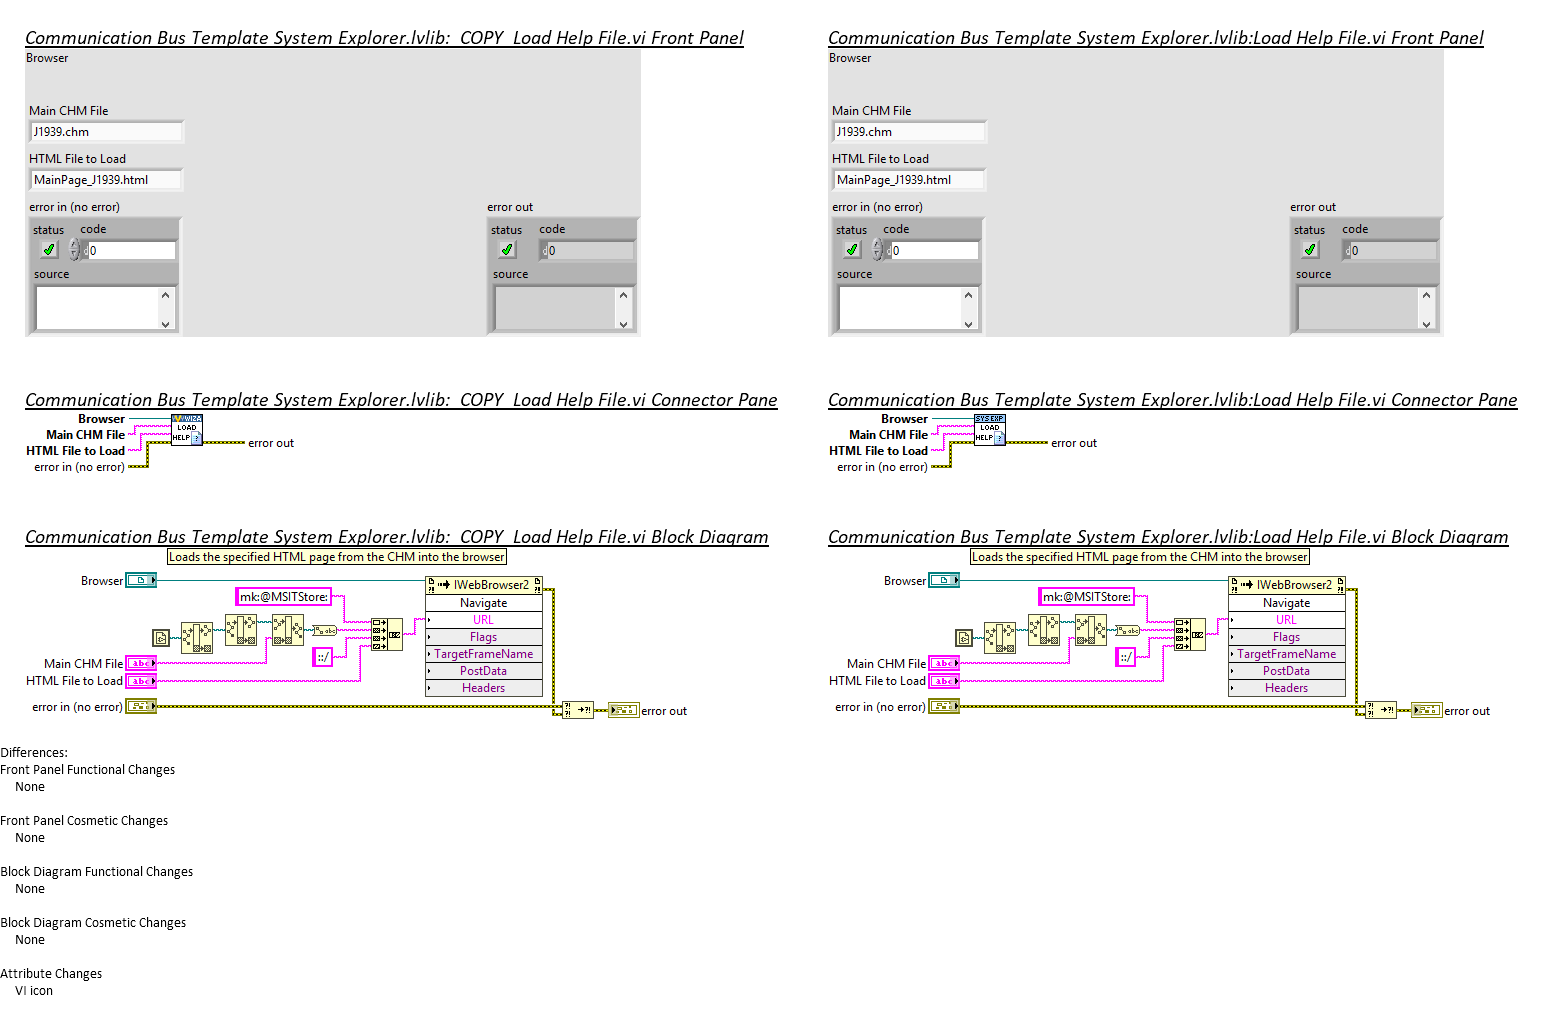 Communication Bus Template System Explorer.lvlib:  COPY  Load Help File.vi Front Panel
Browser
Main CHM File
J1939.chm
HTML File to Load
MainPage_J1939.html
error in (no error)
status code
0
source
error out
status code
0
source
Communication Bus Template System Explorer.lvlib:Load Help File.vi Front Panel
Browser
Main CHM File
J1939.chm
HTML File to Load
MainPage_J1939.html
error in (no error)
status code
0
source
error out
status code
0
source
Communication Bus Template System Explorer.lvlib:  COPY  Load Help File.vi Connector Pane
Browser
Main CHM File
HTML File to Load
error in (no error)
LOAD
HELP ?
error out
Communication Bus Template System Explorer.lvlib:Load Help File.vi Connector Pane
Browser
Main CHM File
HTML File to Load
error in (no error)
SYS EXP
LOAD
HELP ?
error out
Communication Bus Template System Explorer.lvlib:  COPY  Load Help File.vi Block Diagram
Loads the specified HTML page from the CHM into the browser
Browser
mk:@MSITStore:
::/
Main CHM File abc
HTML File to Load abc
error in (no error)
IWebBrowser2
Navigate
URL
Flags
TargetFrameName
PostData
Headers
error out
Communication Bus Template System Explorer.lvlib:Load Help File.vi Block Diagram
Loads the specified HTML page from the CHM into the browser
Browser
mk:@MSITStore:
::/
Main CHM File abc
HTML File to Load abc
error in (no error)
IWebBrowser2
Navigate
URL
Flags
TargetFrameName
PostData
Headers
error out
Differences:
Front Panel Functional Changes
None
Front Panel Cosmetic Changes
None
Block Diagram Functional Changes
None
Block Diagram Cosmetic Changes
None
Attribute Changes
VI icon